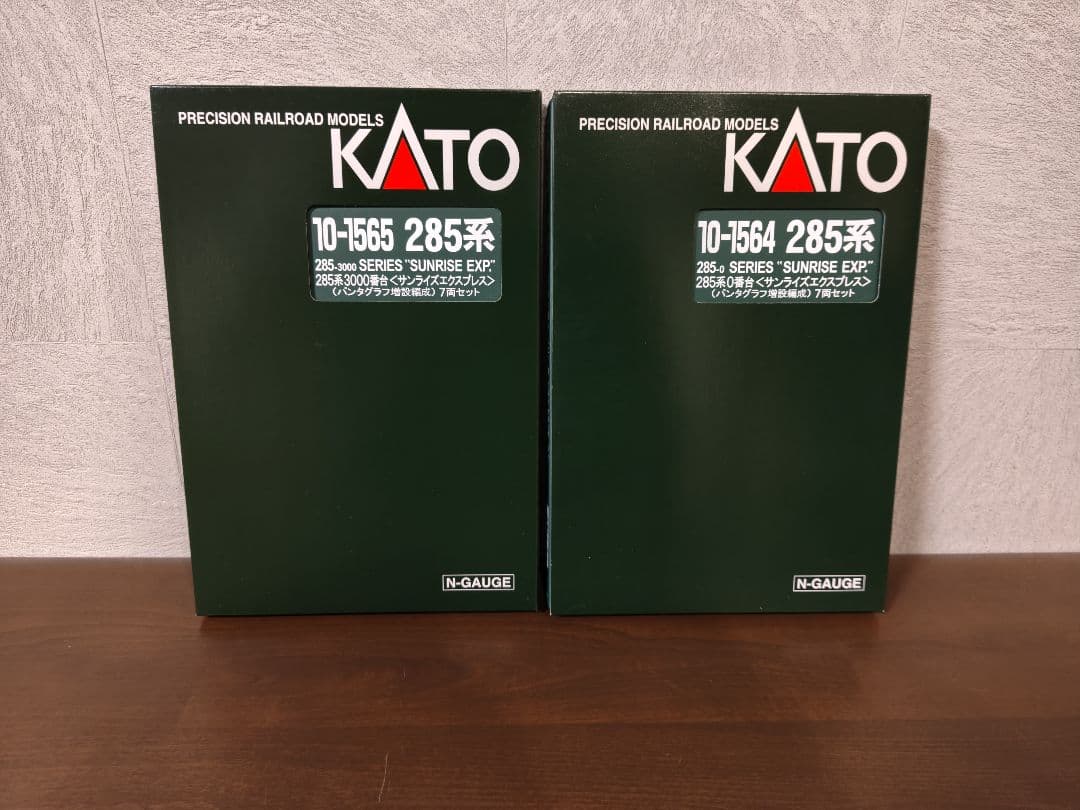 PRECISION RAILROAD MODELS
KATO
10-1565 285系
285-3000 SERIES "SUNRISE EXP."
285系3000番台<サンライズエクスプレス>
(パンタグラフ増設編成) 7両セット
N-GAUGE
PRECISION RAILROAD MODELS
KATO
10-1564 285系
285-0 SERIES "SUNRISE EXP."
285系0番台<サンライズエクスプレス>
(パンタグラフ増設編成) 7両セット
N-GAUGE